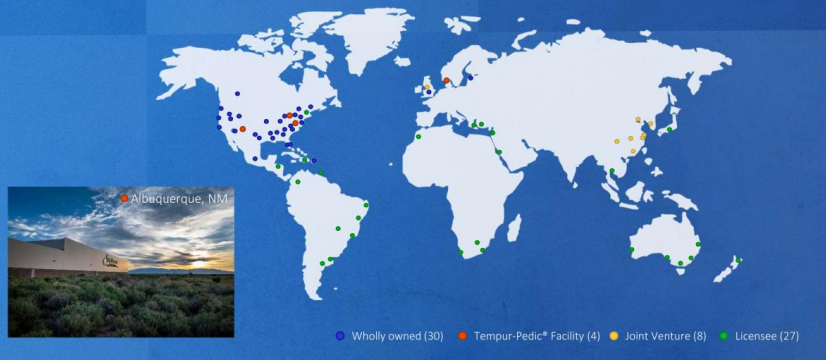 Albuquerque, NM
Wholly owned (30)
Tempur-Pedic® Facility (4)
Joint Venture (8)
Licensee (27)